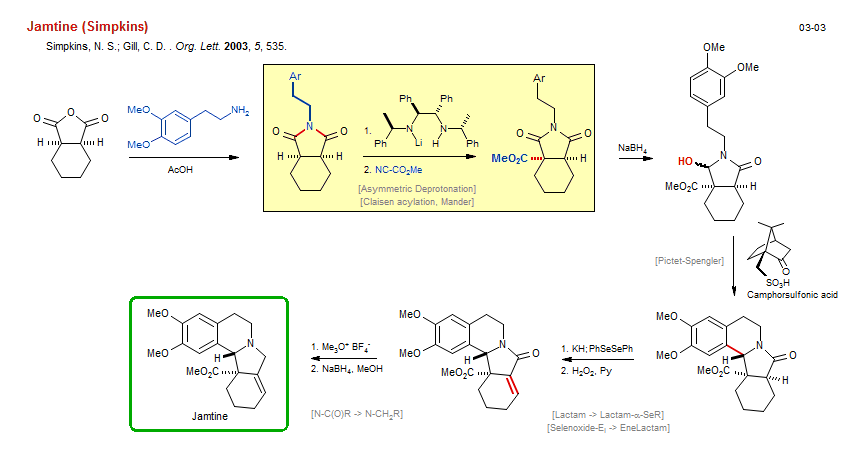 Jamtine (Simpkins)
03-03
Simpkins, N. S.; Gill, C. D. . Org. Lett. 2003, 5, 535.
O
O
O
H
H
MeO
MeO
NH2
AcOH
Ar
N
O
O
H
H
1.
Ph
Ph
N
N
Ph
Li
H
Ph
2. NC-CO2Me
[Asymmetric Deprotonation]
[Claisen acylation, Mander]
Ar
N
O
O
MeO2C
H
NaBH4
OMe
OMe
HO
N
O
MeO2C
H
[Pictet-Spengler]
O
SO3H
Camphorsulfonic acid
MeO
MeO
N
H
O
MeO2C
H
1. KH; PhSeSePh
2. H2O2, Py
[Lactam -> Lactam-α-SeR]
[Selenoxide-Ei -> EneLactam]
MeO
MeO
N
H
O
MeO2C
1. Me3O+ BF4-
2. NaBH4, MeOH
[N-C(O)R -> N-CH2R]
MeO
MeO
N
H
MeO2C
Jamtine